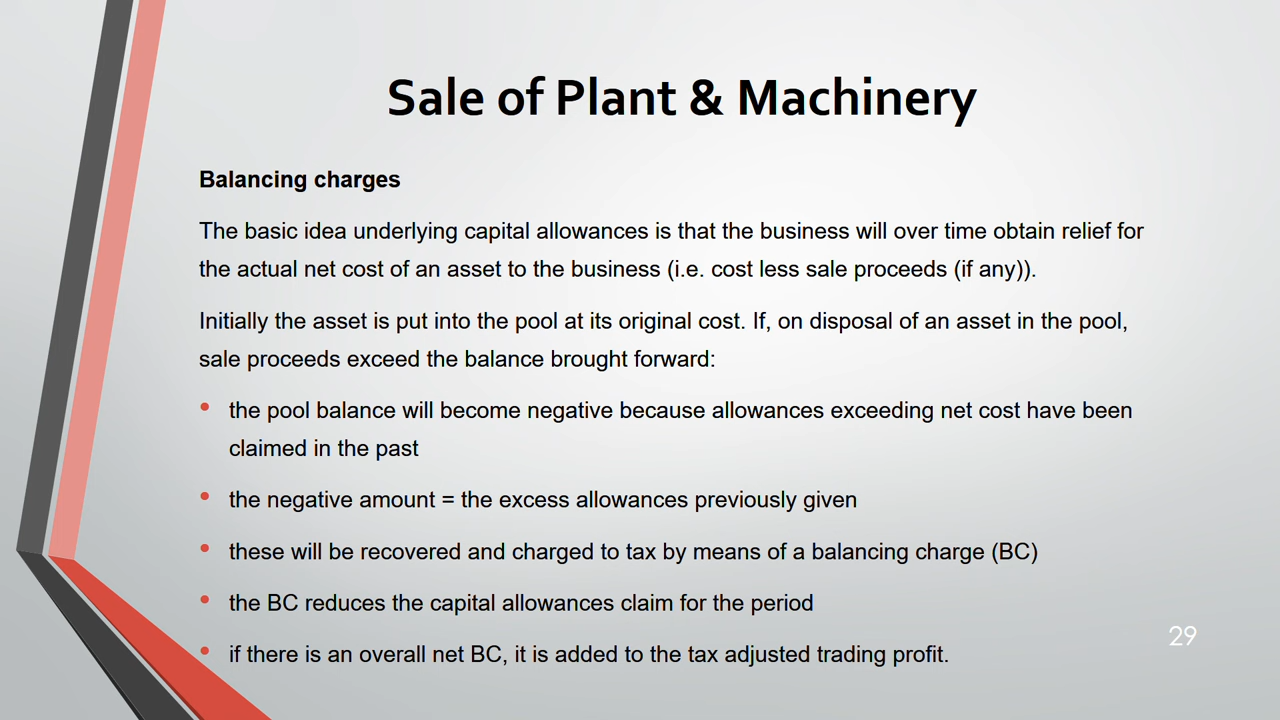 Sale of Plant & Machinery
Balancing charges
The basic idea underlying capital allowances is that the business will over time obtain relief for
the actual net cost of an asset to the business (i.e. cost less sale proceeds (if any)).
Initially the asset is put into the pool at its original cost. If, on disposal of an asset in the pool,
sale proceeds exceed the balance brought forward:
• the pool balance will become negative because allowances exceeding net cost have been
claimed in the past
• the negative amount = the excess allowances previously given
• these will be recovered and charged to tax by means of a balancing charge (BC)
• the BC reduces the capital allowances claim for the period
29
• if there is an overall net BC, it is added to the tax adjusted trading profit.